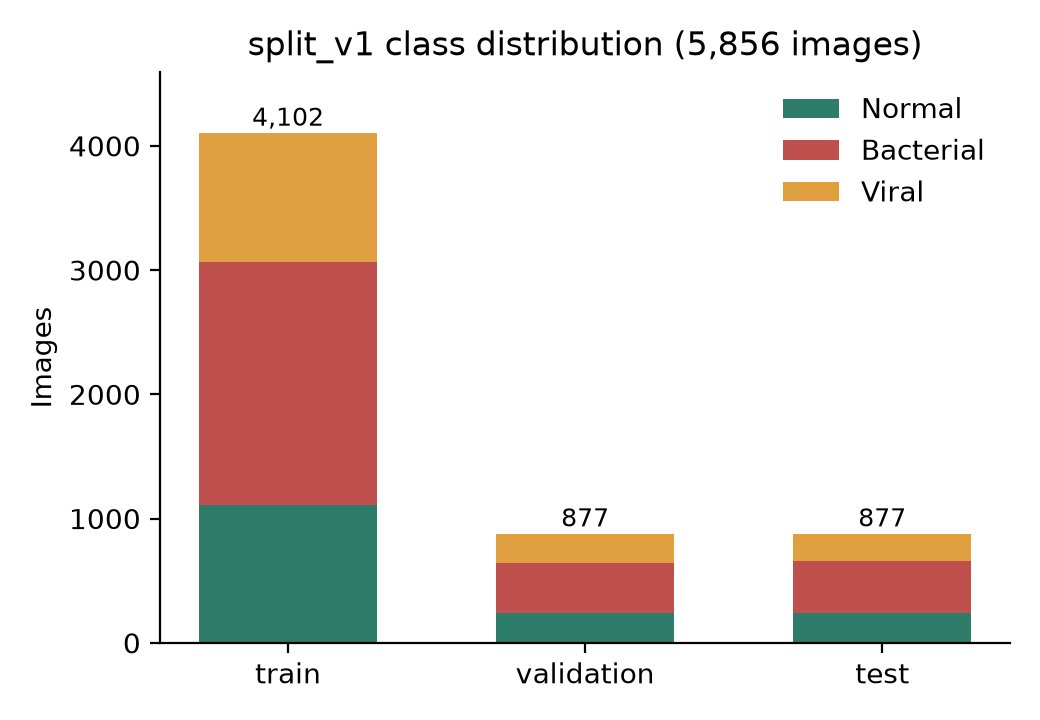 split_v1 class distribution (5,856 images)
Normal
Bacterial
Viral
Images
4000
3000
2000
1000
0
4,102
877
877
train
validation
test